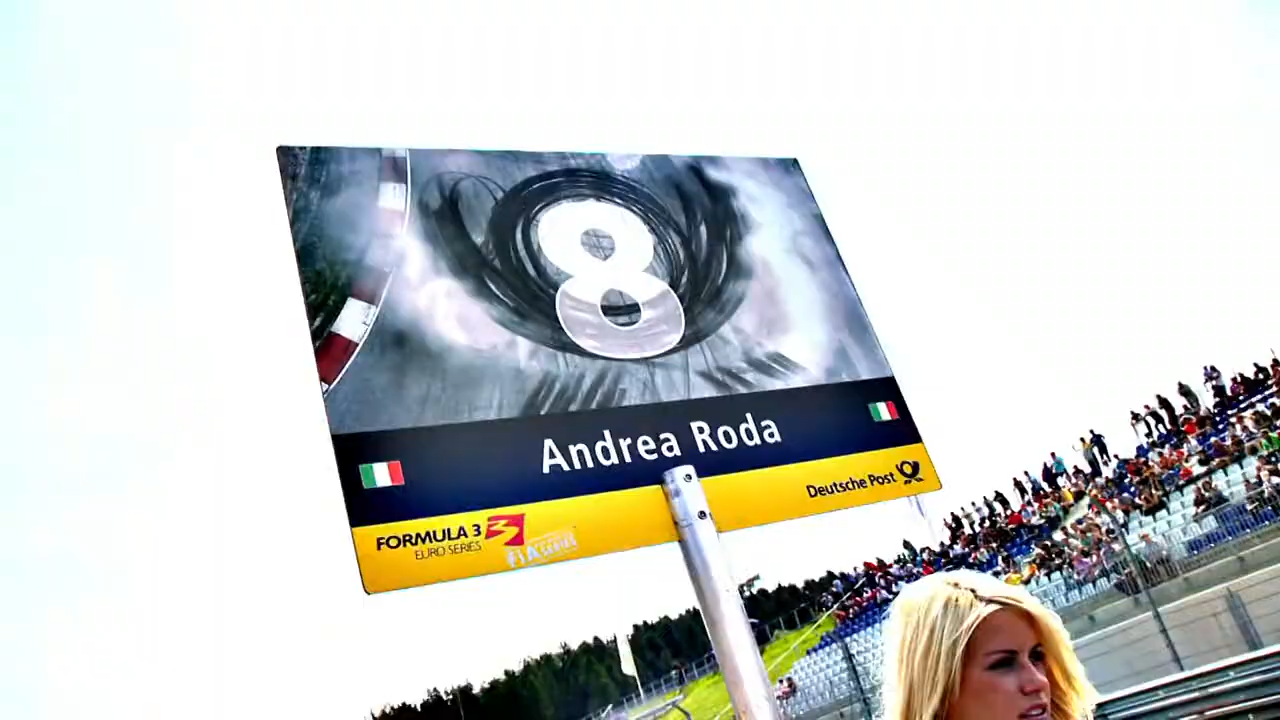 8
Andrea Roda
FORMULA 3
EURO SERIES
Deutsche Post